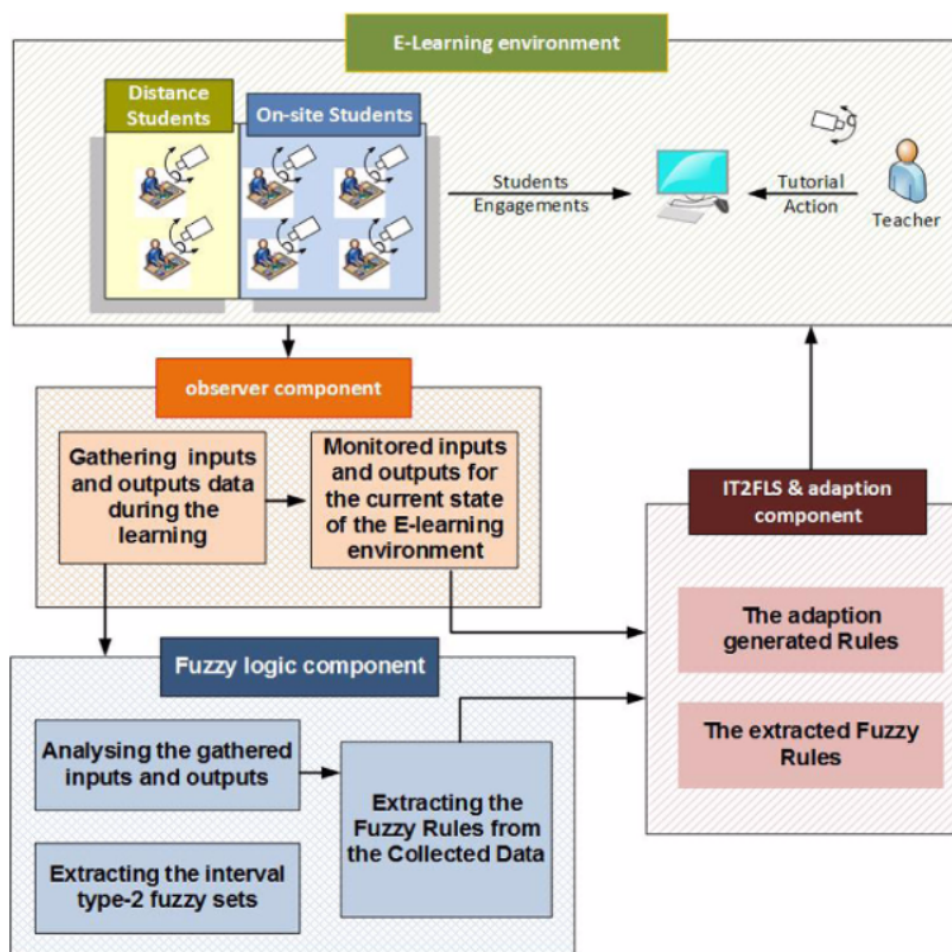 E-Learning environment
Distance
Students
On-site Students
Students
Engagements
Tutorial
Action
Teacher
observer component
Gathering inputs
and outputs data
during the
learning
Monitored inputs
and outputs for
the current state
of the E-learning
environment
IT2FLS & adaption
component
The adaption
generated Rules
The extracted Fuzzy
Rules
Fuzzy logic component
Analysing the gathered
inputs and outputs
Extracting the
Fuzzy Rules from
the Collected Data
Extracting the interval
type-2 fuzzy sets